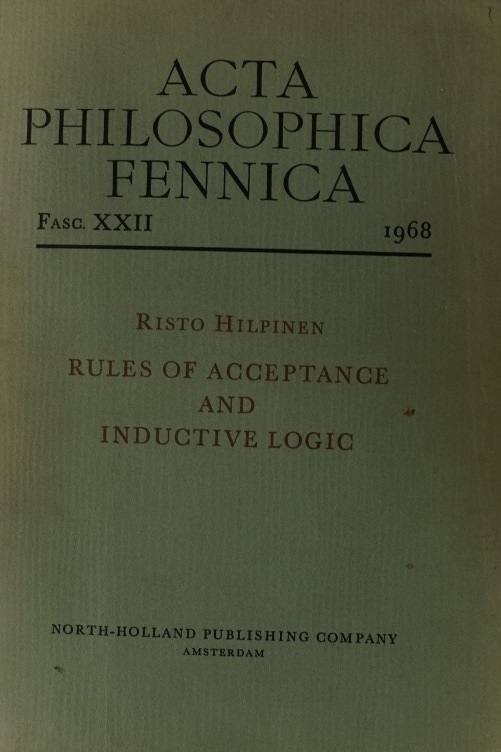 ACTA
PHILOSOPHICA
FENNICA
FASC. XXII 1968
RISTO HILPINEN
RULES OF ACCEPTANCE
AND
INDUCTIVE LOGIC
NORTH-HOLLAND PUBLISHING COMPANY
AMSTERDAM